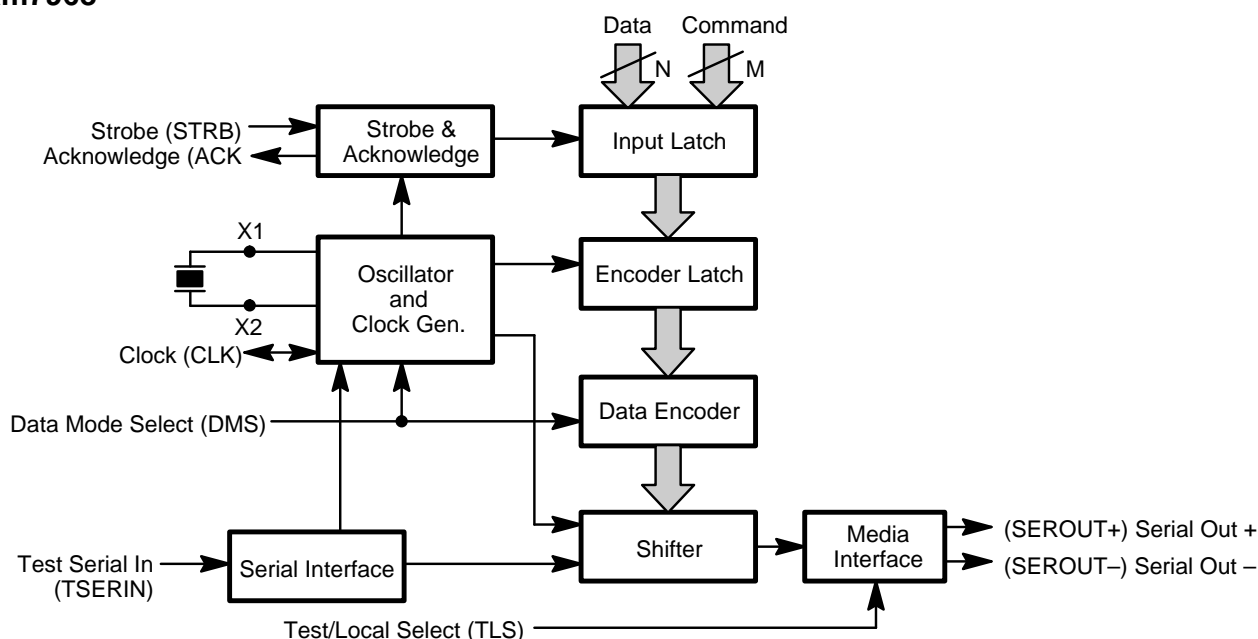 Data Command
N M
Strobe (STRB)
Acknowledge (ACK
Strobe &
Acknowledge
Input Latch
X1
X2
Oscillator
and
Clock Gen.
Encoder Latch
Clock (CLK)
Data Mode Select (DMS)
Data Encoder
Test Serial In
(TSERIN)
Serial Interface
Shifter
Media
Interface
(SEROUT+) Serial Out +
(SEROUT–) Serial Out –
Test/Local Select (TLS)